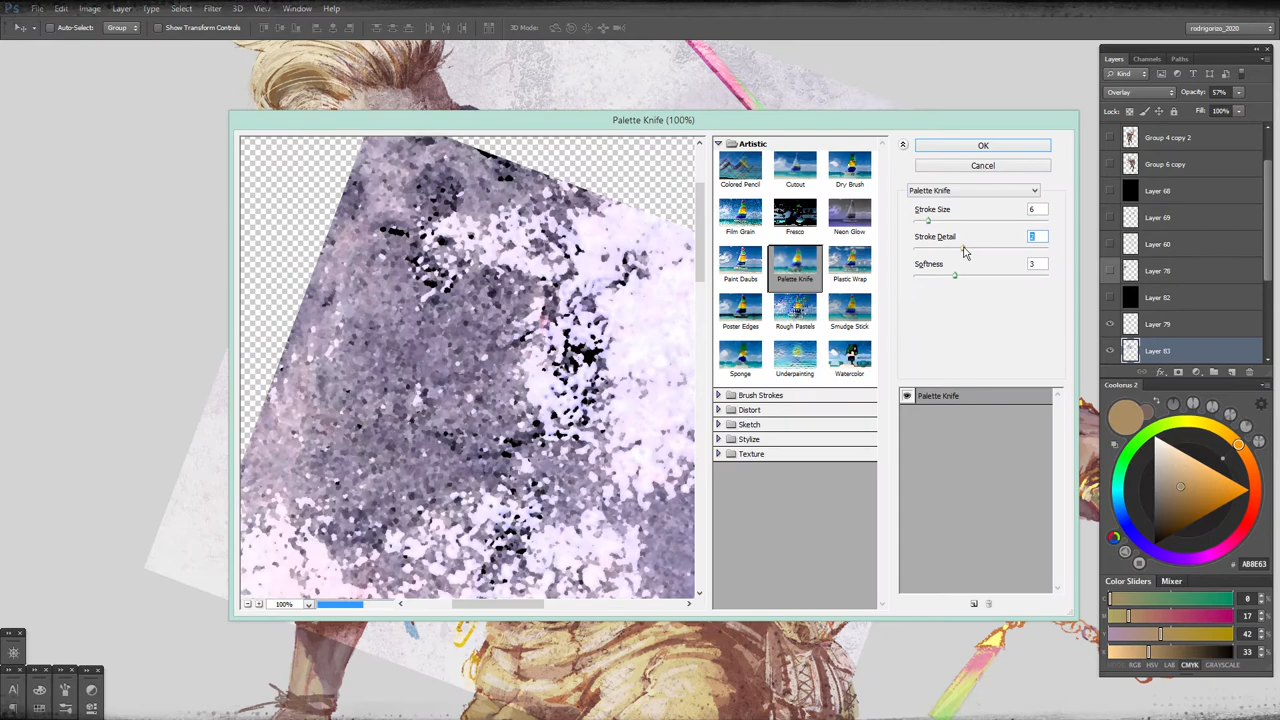 Ps File Edit Image Layer Type Select Filter 3D View Window Help
Auto-Select: Group Show Transform Controls 3D Mode: rodrigorizo_2020
Palette Knife (100%)
Artistic
Colored Pencil Cutout Dry Brush
Film Grain Fresco Neon Glow
Paint Daubs Palette Knife Plastic Wrap
Poster Edges Rough Pastels Smudge Stick
Sponge Underpainting Watercolor
Brush Strokes
Distort
Sketch
Stylize
Texture
100%
OK
Cancel
Palette Knife
Stroke Size 6
Stroke Detail 2
Softness 3
Palette Knife
Layers Channels Paths
Kind
Overlay Opacity: 57%
Lock: Fill: 100%
Group 4 copy 2
Group 6 copy
Layer 68
Layer 69
Layer 60
Layer 78
Layer 82
Layer 79
Layer 83
Coolorus 2
# AB8E63
Color Sliders Mixer
C 0
M 17
Y 42
K 33
RGB HSV LAB CMYK GRAYSCALE